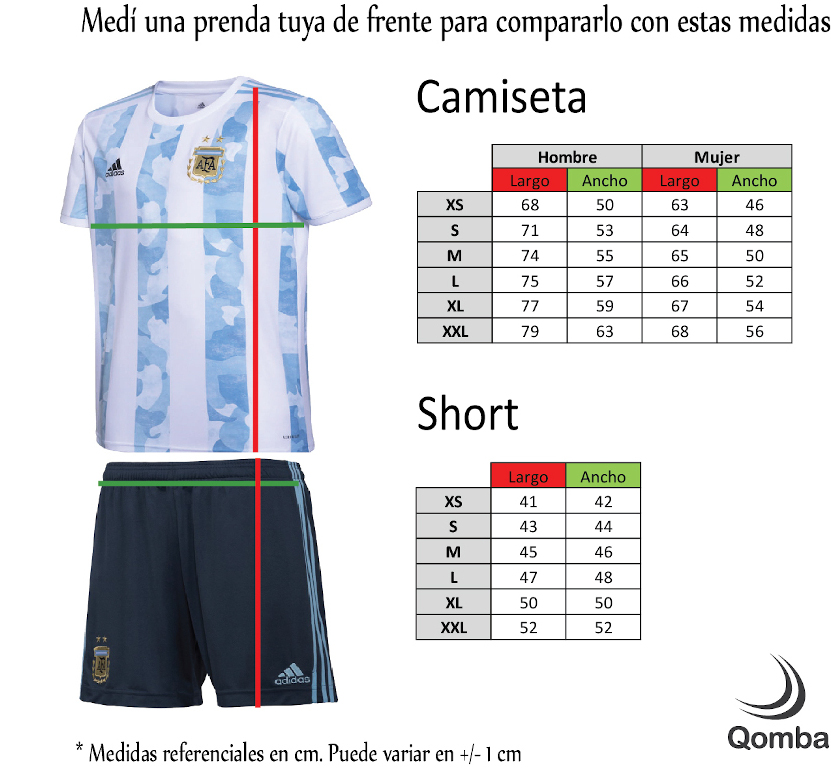 Medí una prenda tuya de frente para compararlo con estas medidas
Camiseta
Hombre Mujer
Largo Ancho Largo Ancho
XS 68 50 63 46
S 71 53 64 48
M 74 55 65 50
L 75 57 66 52
XL 77 59 67 54
XXL 79 63 68 56
adidas
AFA
Short
Largo Ancho
XS 41 42
S 43 44
M 45 46
L 47 48
XL 50 50
XXL 52 52
adidas
Qomba
* Medidas referenciales en cm. Puede variar en +/- 1 cm